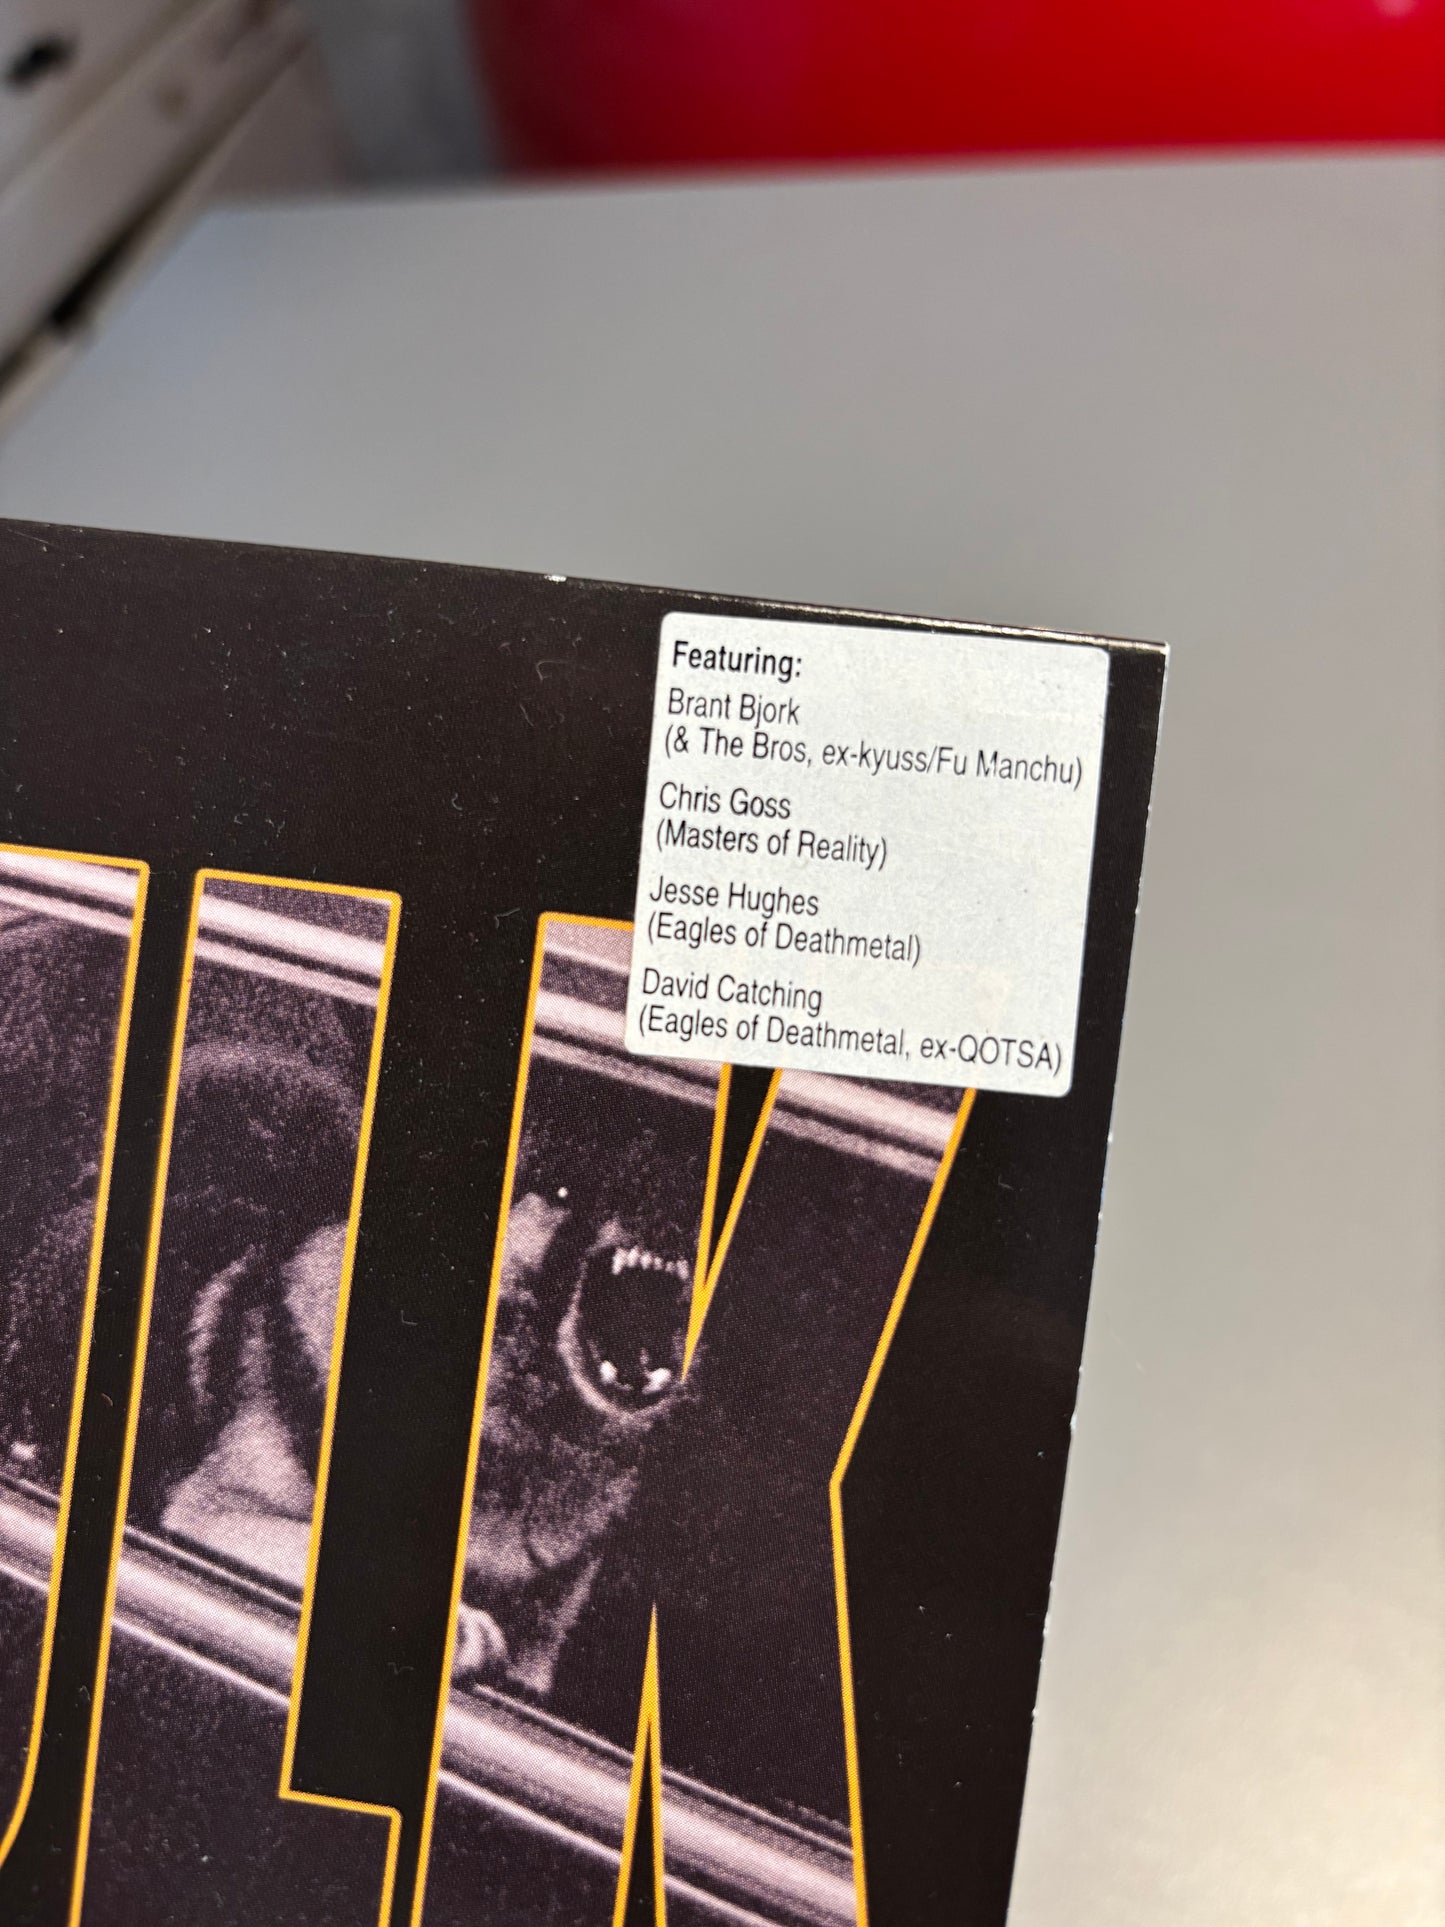 Featuring:
Brant Bjork
(& The Bros, ex-kyuss/Fu Manchu)
Chris Goss
(Masters of Reality)
Jesse Hughes
(Eagles of Deathmetal)
David Catching
(Eagles of Deathmetal, ex-QOTSA)
ULK